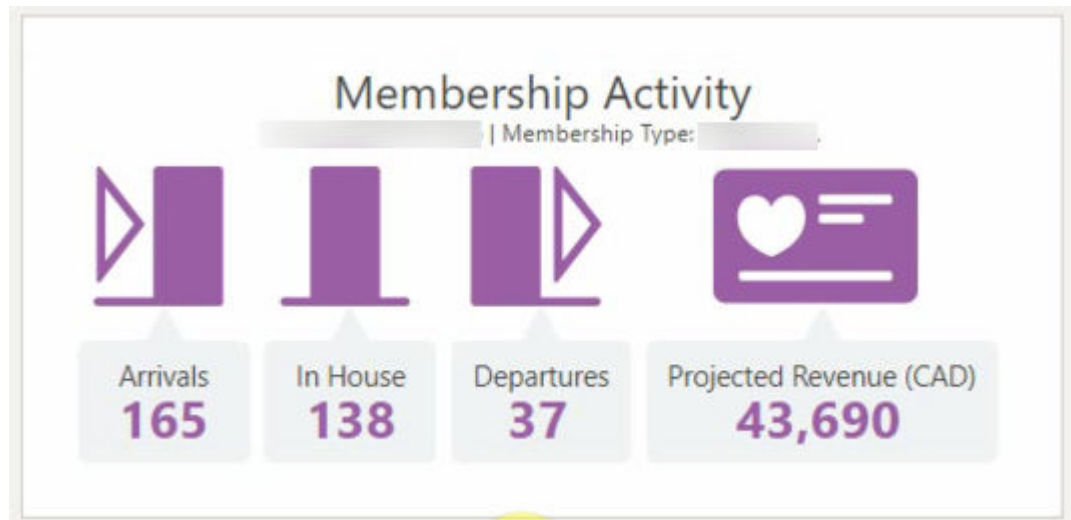 Membership Activity
| Membership Type:
Arrivals
165
In House
138
Departures
37
Projected Revenue (CAD)
43,690